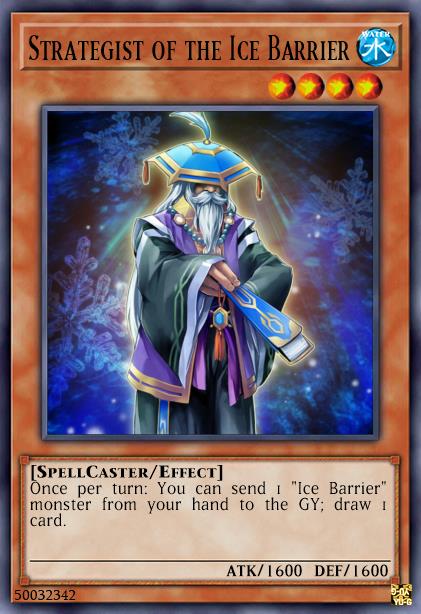 Strategist of the Ice Barrier
WATER
水
[SpellCaster/Effect]
Once per turn: You can send 1 "Ice Barrier"
monster from your hand to the GY; draw 1
card.
ATK/1600 DEF/1600
50032342